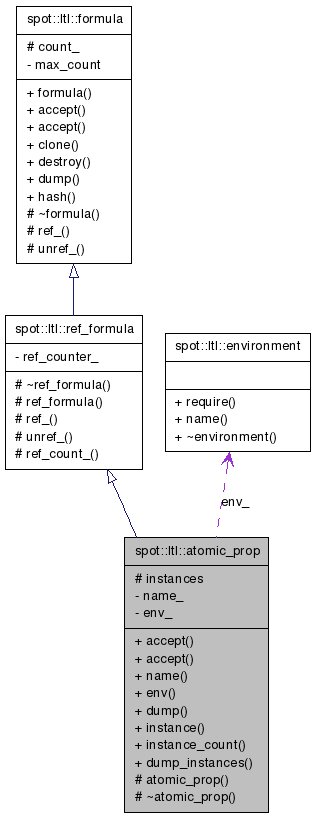 spot::ltl::formula
# count_
- max_count
+ formula()
+ accept()
+ accept()
+ clone()
+ destroy()
+ dump()
+ hash()
# ~formula()
# ref_()
# unref_()
spot::ltl::ref_formula
- ref_counter_
# ~ref_formula()
# ref_formula()
# ref_()
# unref_()
# ref_count_()
spot::ltl::environment
+ require()
+ name()
+ ~environment()
env_
spot::ltl::atomic_prop
# instances
- name_
- env_
+ accept()
+ accept()
+ name()
+ env()
+ dump()
+ instance()
+ instance_count()
+ dump_instances()
# atomic_prop()
# ~atomic_prop()